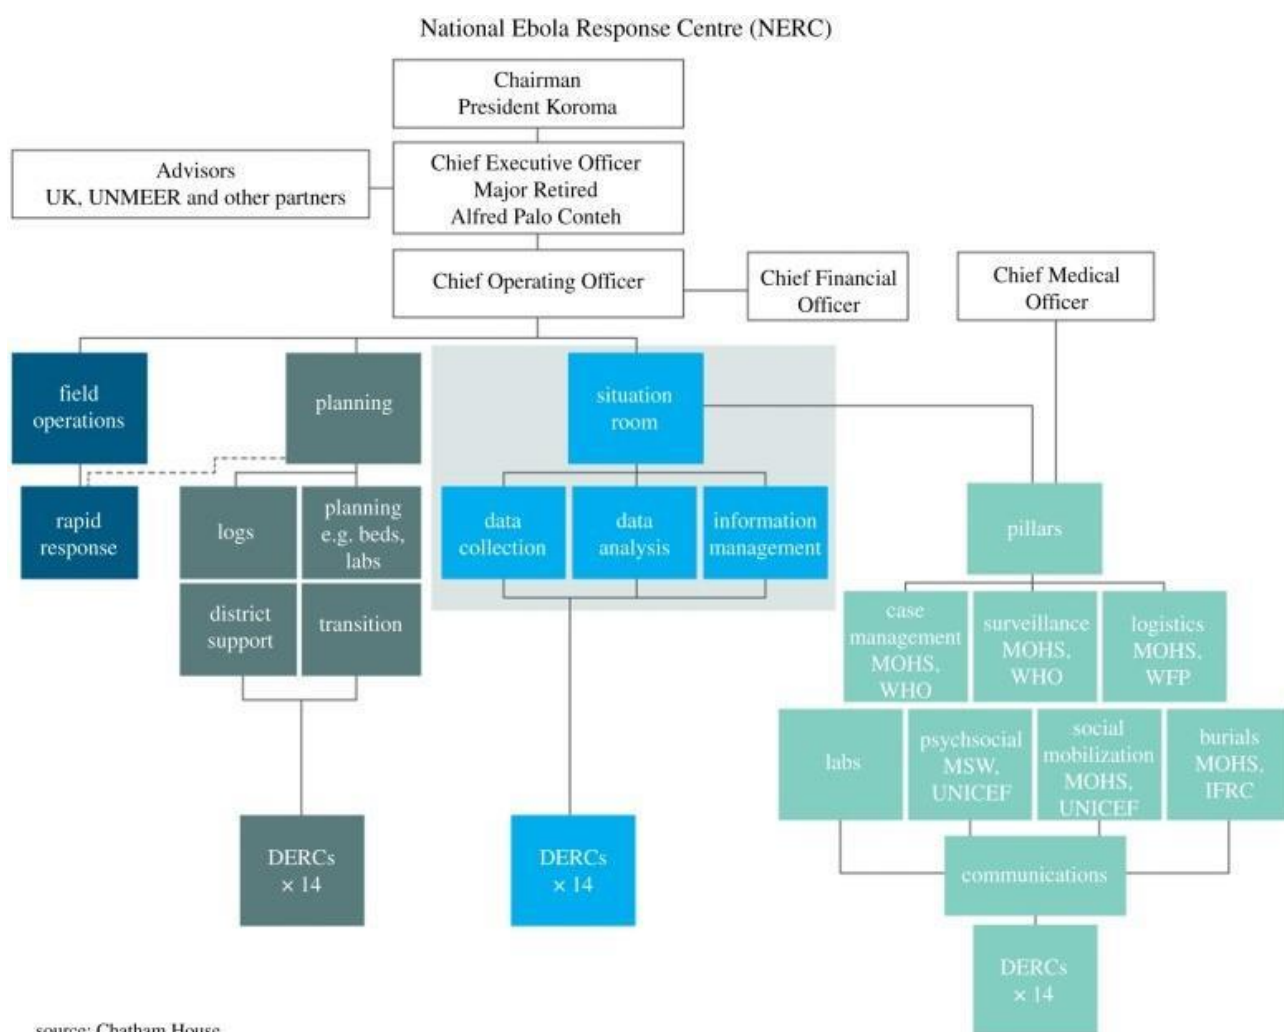 National Ebola Response Centre (NERC)
Chairman
President Koroma
Advisors
UK, UNMEER and other partners
Chief Executive Officer
Major Retired
Alfred Palo Conteh
Chief Operating Officer
Chief Financial
Officer
Chief Medical
Officer
field
operations
planning
situation
room
rapid
response
logs
planning
e.g. beds,
labs
data
collection
data
analysis
information
management
pillars
district
support
transition
case
management
MOHS,
WHO
surveillance
MOHS,
WHO
logistics
MOHS,
WFP
labs
psychsocial
MSW,
UNICEF
social
mobilization
MOHS,
UNICEF
burials
MOHS,
IFRC
DERCs
× 14
DERCs
× 14
communications
DERCs
× 14
source: Chatham House